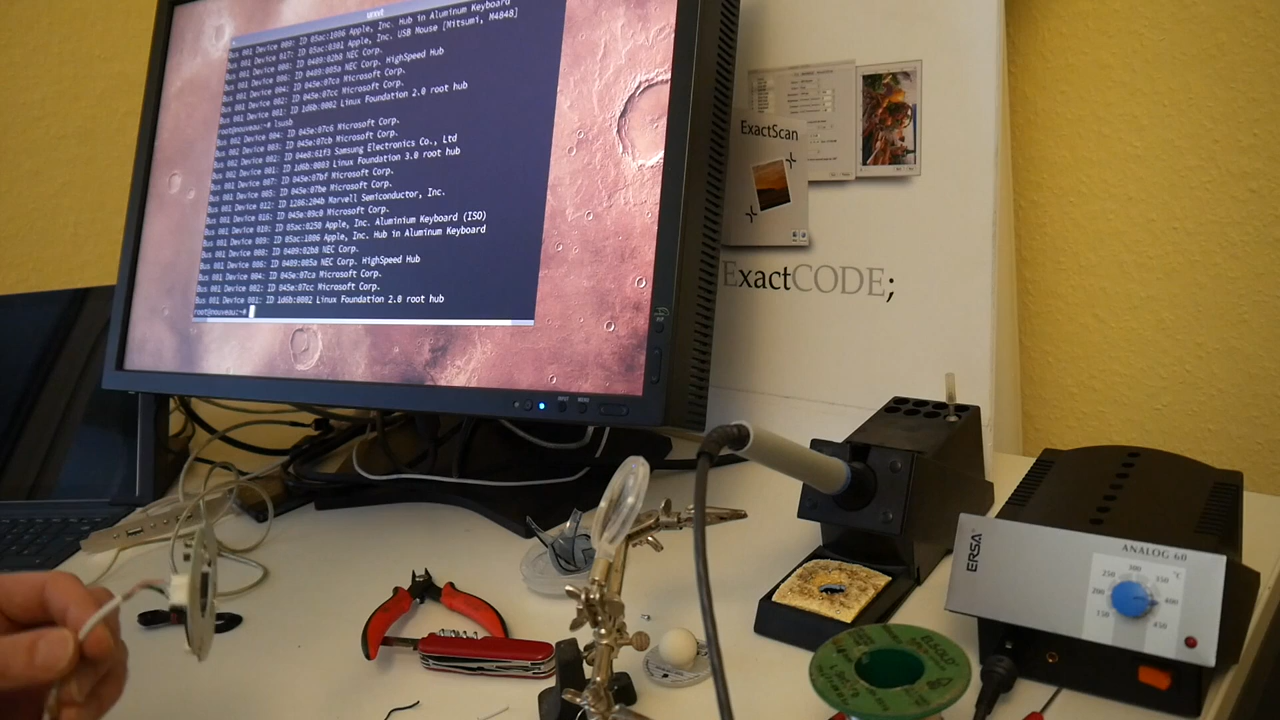 urxvt
Bus 001 Device 009: ID 05ac:1006 Apple, Inc. Hub in Aluminum Keyboard
Bus 001 Device 017: ID 05ac:0301 Apple, Inc. USB Mouse [Mitsumi, M4848]
Bus 001 Device 008: ID 0409:02b8 NEC Corp.
Bus 001 Device 006: ID 0409:005a NEC Corp. HighSpeed Hub
Bus 001 Device 004: ID 045e:07ca Microsoft Corp.
Bus 001 Device 002: ID 045e:07cc Microsoft Corp.
Bus 001 Device 001: ID 1d6b:0002 Linux Foundation 2.0 root hub
root@nouveau:~# lsusb
Bus 002 Device 004: ID 045e:07c6 Microsoft Corp.
Bus 002 Device 003: ID 045e:07cb Microsoft Corp.
Bus 002 Device 002: ID 04e8:61f3 Samsung Electronics Co., Ltd
Bus 002 Device 001: ID 1d6b:0003 Linux Foundation 3.0 root hub
Bus 001 Device 007: ID 045e:07bf Microsoft Corp.
Bus 001 Device 005: ID 045e:07be Microsoft Corp.
Bus 001 Device 012: ID 1286:204b Marvell Semiconductor, Inc.
Bus 001 Device 016: ID 045e:09c0 Microsoft Corp.
Bus 001 Device 010: ID 05ac:0250 Apple, Inc. Aluminium Keyboard (ISO)
Bus 001 Device 009: ID 05ac:1006 Apple, Inc. Hub in Aluminum Keyboard
Bus 001 Device 008: ID 0409:02b8 NEC Corp.
Bus 001 Device 006: ID 0409:005a NEC Corp. HighSpeed Hub
Bus 001 Device 004: ID 045e:07ca Microsoft Corp.
Bus 001 Device 002: ID 045e:07cc Microsoft Corp.
Bus 001 Device 001: ID 1d6b:0002 Linux Foundation 2.0 root hub
root@nouveau:~#
ExactScan
ExactCODE;
INPUT
MENU
ERSA
ANALOG 60
300
250
350
°C
200
400
150
450
ELSOLD